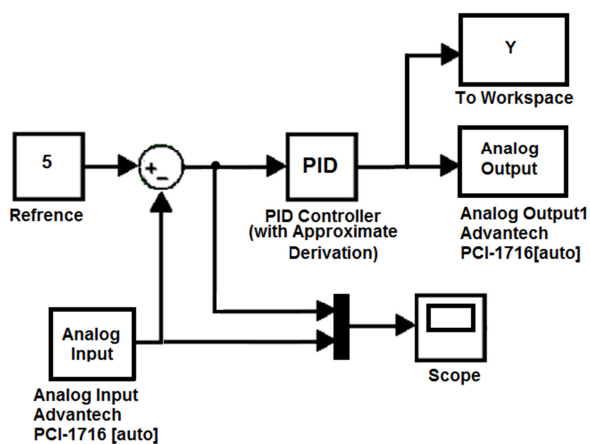 Y
To Workspace
5
Refrence
+
−
PID
PID Controller
(with Approximate
Derivation)
Analog
Output
Analog Output1
Advantech
PCI-1716[auto]
Analog
Input
Analog Input
Advantech
PCI-1716 [auto]
Scope